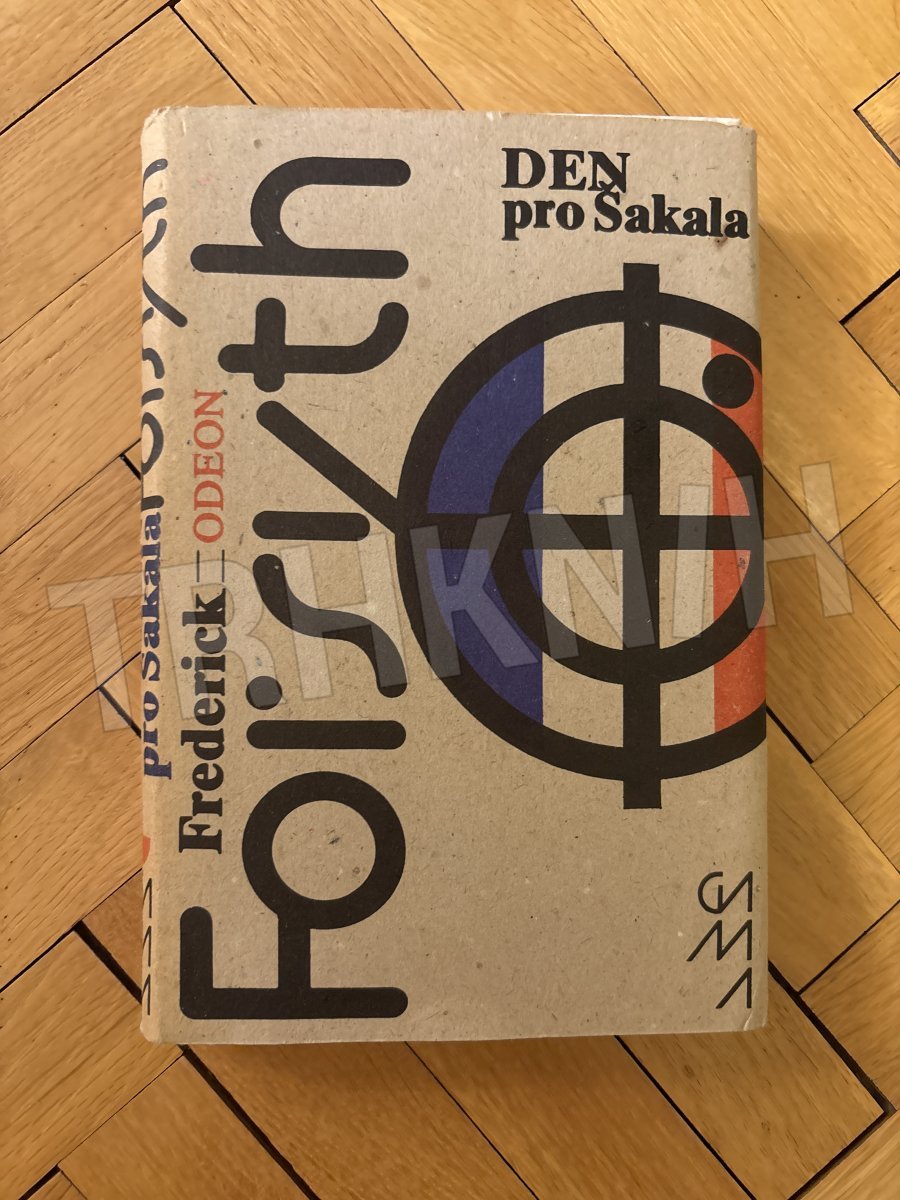 DEN
pro Šakala
Forsyth
Frederick — ODEON
pro Šakala
TRHKNIH